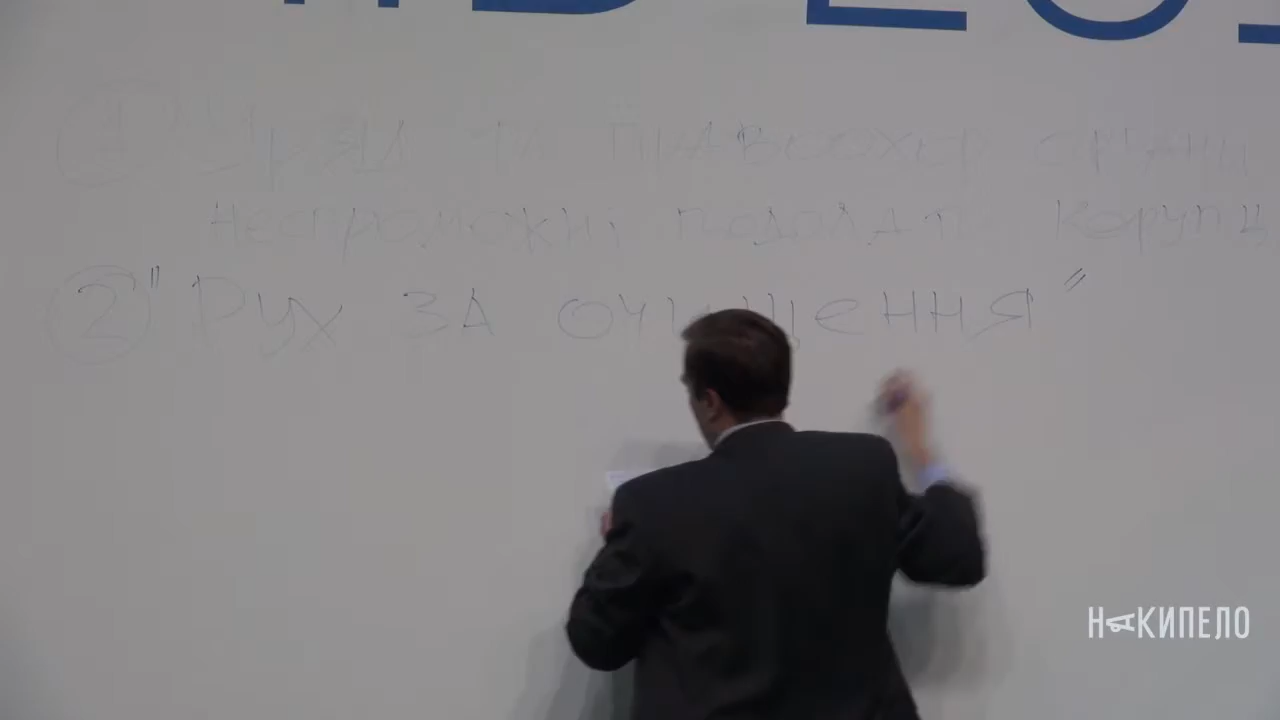 ① Уряд та правоохор. органи
неспроможні подолати корупц
② "Рух за очищення"
НАКИПЕЛО